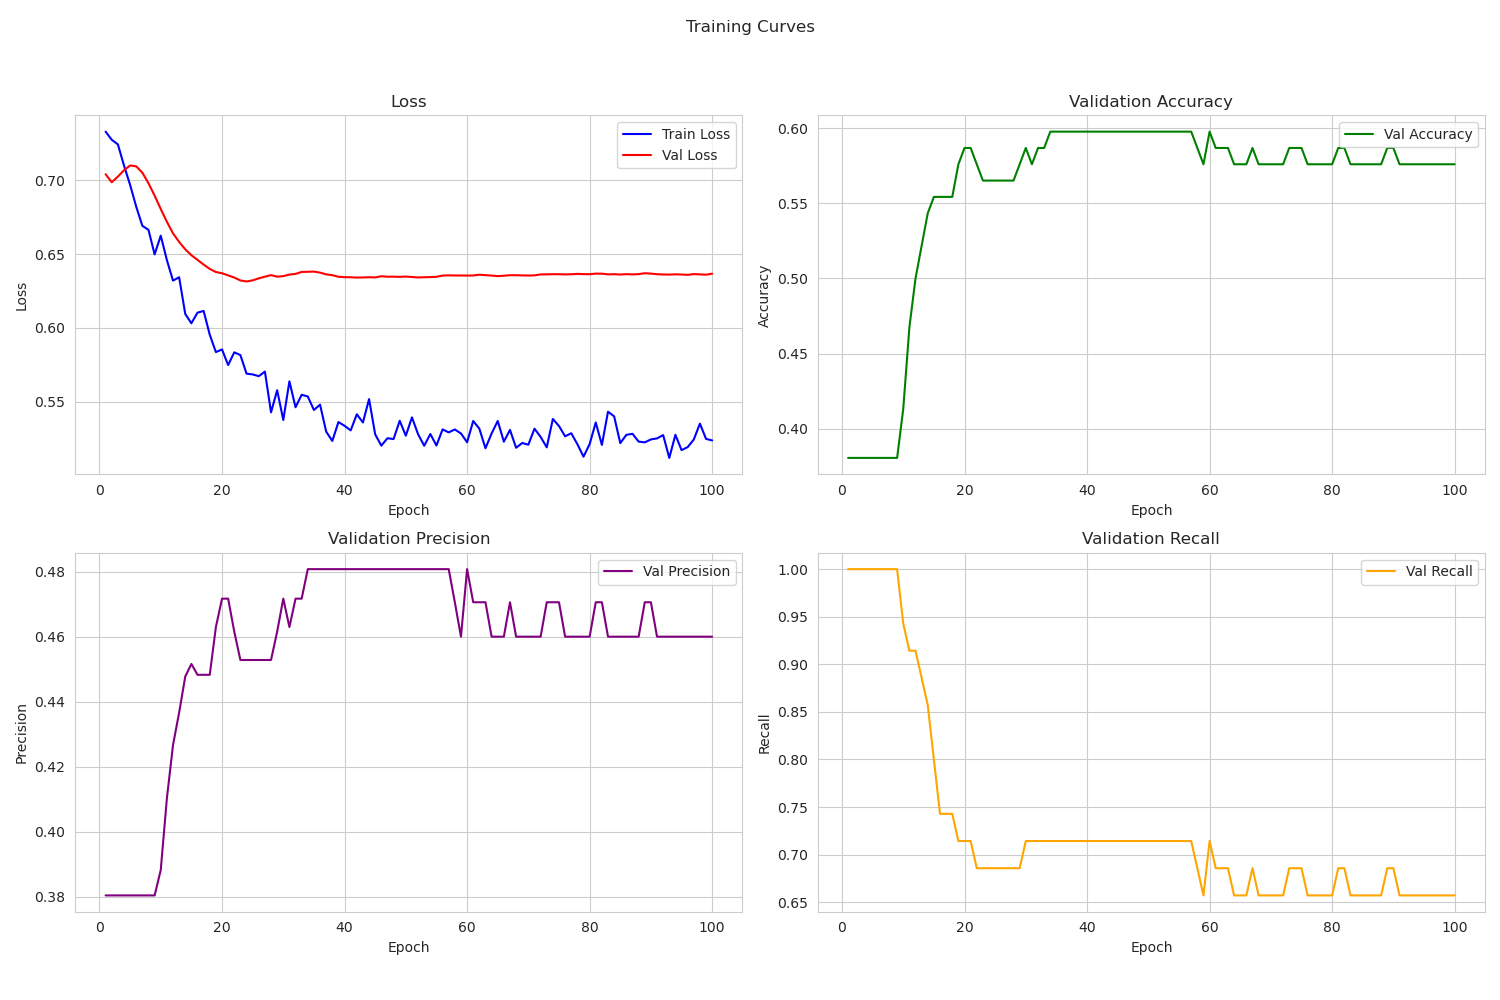 Training Curves
Loss
Train Loss
Val Loss
Loss
0.70
0.65
0.60
0.55
0 20 40 60 80 100
Epoch
Validation Accuracy
Val Accuracy
Accuracy
0.60
0.55
0.50
0.45
0.40
0 20 40 60 80 100
Epoch
Validation Precision
Val Precision
Precision
0.48
0.46
0.44
0.42
0.40
0.38
0 20 40 60 80 100
Epoch
Validation Recall
Val Recall
Recall
1.00
0.95
0.90
0.85
0.80
0.75
0.70
0.65
0 20 40 60 80 100
Epoch